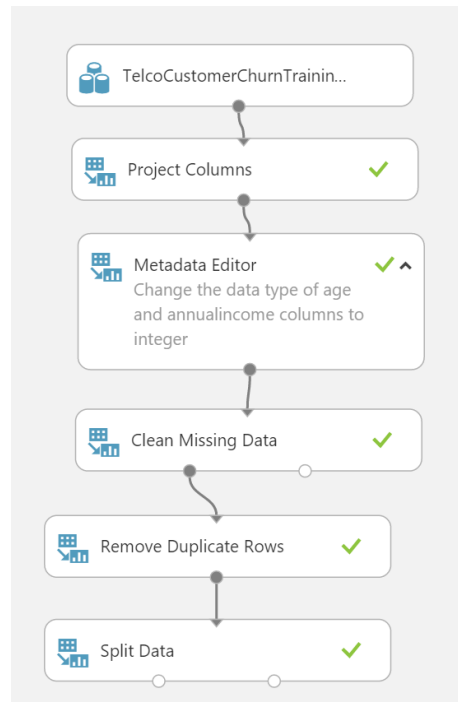 TelcoCustomerChurnTrainin...
Project Columns
Metadata Editor
Change the data type of age
and annualincome columns to
integer
Clean Missing Data
Remove Duplicate Rows
Split Data